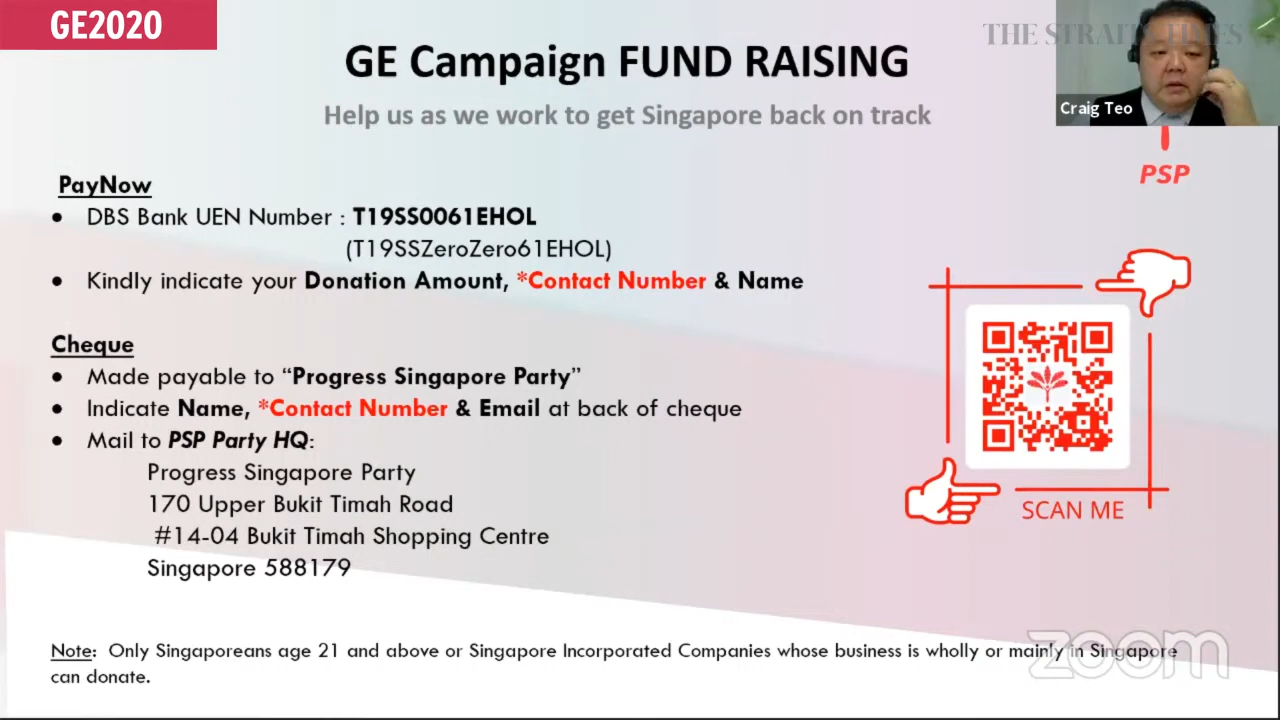 GE2020
THE STRAITS TIMES
GE Campaign FUND RAISING
Help us as we work to get Singapore back on track
Craig Teo
PSP
PayNow
• DBS Bank UEN Number : T19SS0061EHOL
(T19SSZeroZero61EHOL)
• Kindly indicate your Donation Amount, *Contact Number & Name
Cheque
• Made payable to “Progress Singapore Party”
• Indicate Name, *Contact Number & Email at back of cheque
• Mail to PSP Party HQ:
Progress Singapore Party
170 Upper Bukit Timah Road
#14-04 Bukit Timah Shopping Centre
Singapore 588179
SCAN ME
Note: Only Singaporeans age 21 and above or Singapore Incorporated Companies whose business is wholly or mainly in Singapore
can donate.
zoom